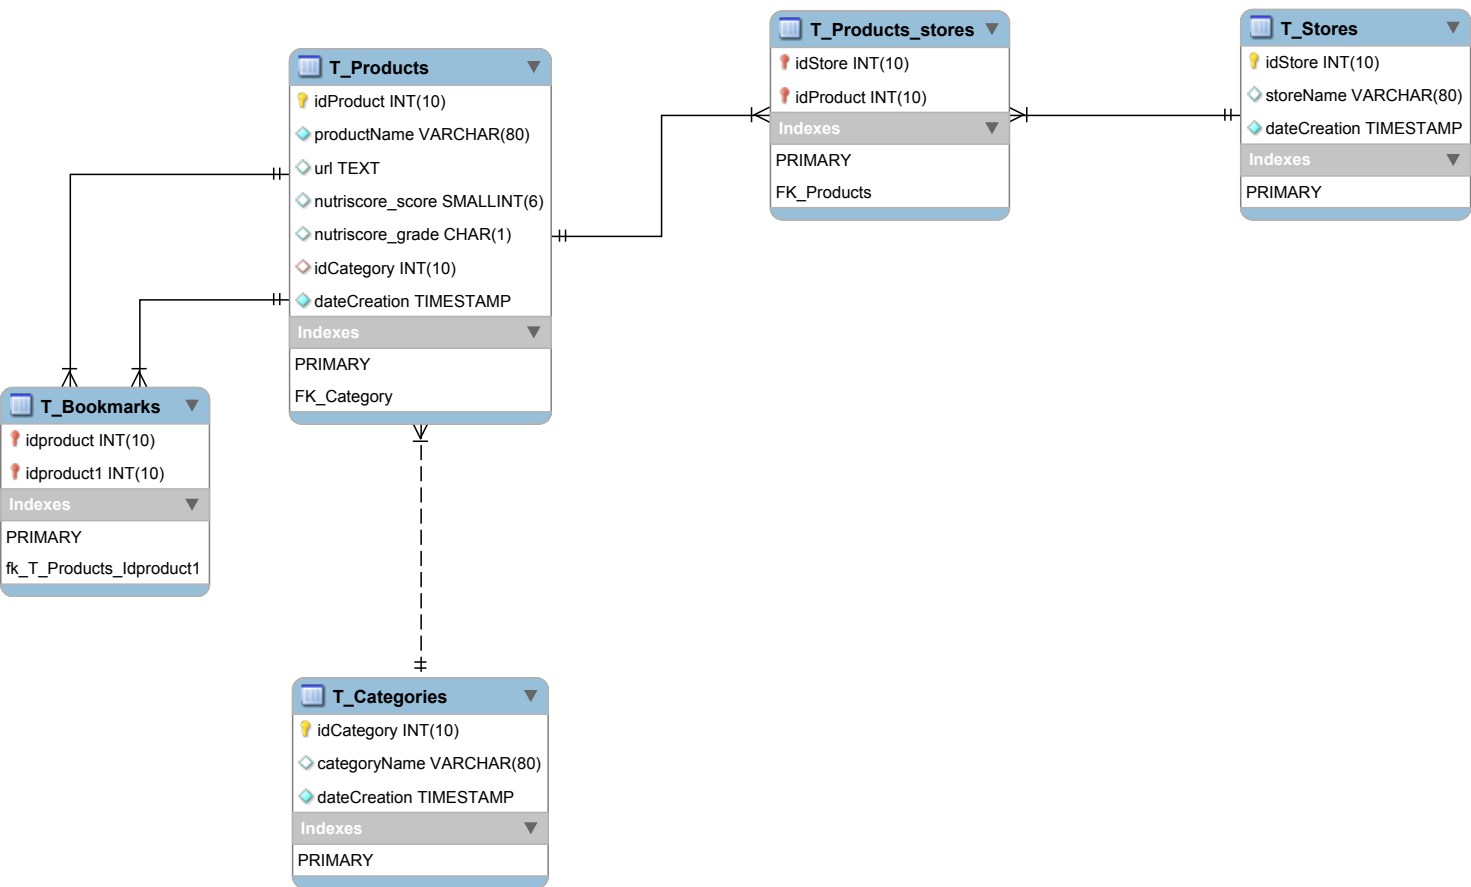 T_Products
idProduct INT(10)
productName VARCHAR(80)
url TEXT
nutriscore_score SMALLINT(6)
nutriscore_grade CHAR(1)
idCategory INT(10)
dateCreation TIMESTAMP
Indexes
PRIMARY
FK_Category
T_Products_stores
idStore INT(10)
idProduct INT(10)
Indexes
PRIMARY
FK_Products
T_Stores
idStore INT(10)
storeName VARCHAR(80)
dateCreation TIMESTAMP
Indexes
PRIMARY
T_Bookmarks
idproduct INT(10)
idproduct1 INT(10)
Indexes
PRIMARY
fk_T_Products_Idproduct1
T_Categories
idCategory INT(10)
categoryName VARCHAR(80)
dateCreation TIMESTAMP
Indexes
PRIMARY